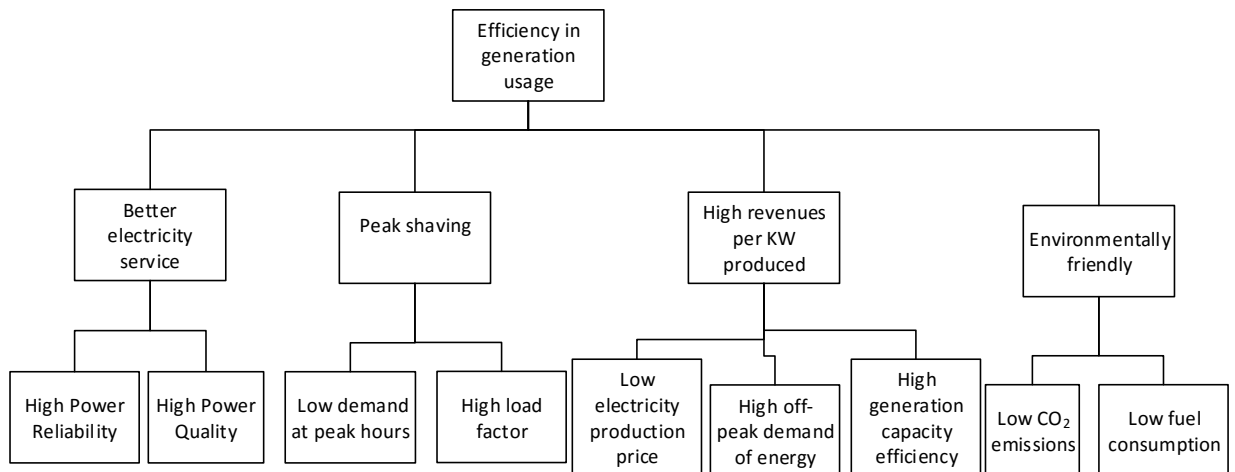 Efficiency in
generation
usage
Better
electricity
service
Peak shaving
High revenues
per KW
produced
Environmentally
friendly
High Power
Reliability
High Power
Quality
Low demand
at peak hours
High load
factor
Low
electricity
production
price
High off-
peak demand
of energy
High
generation
capacity
efficiency
Low CO₂
emissions
Low fuel
consumption